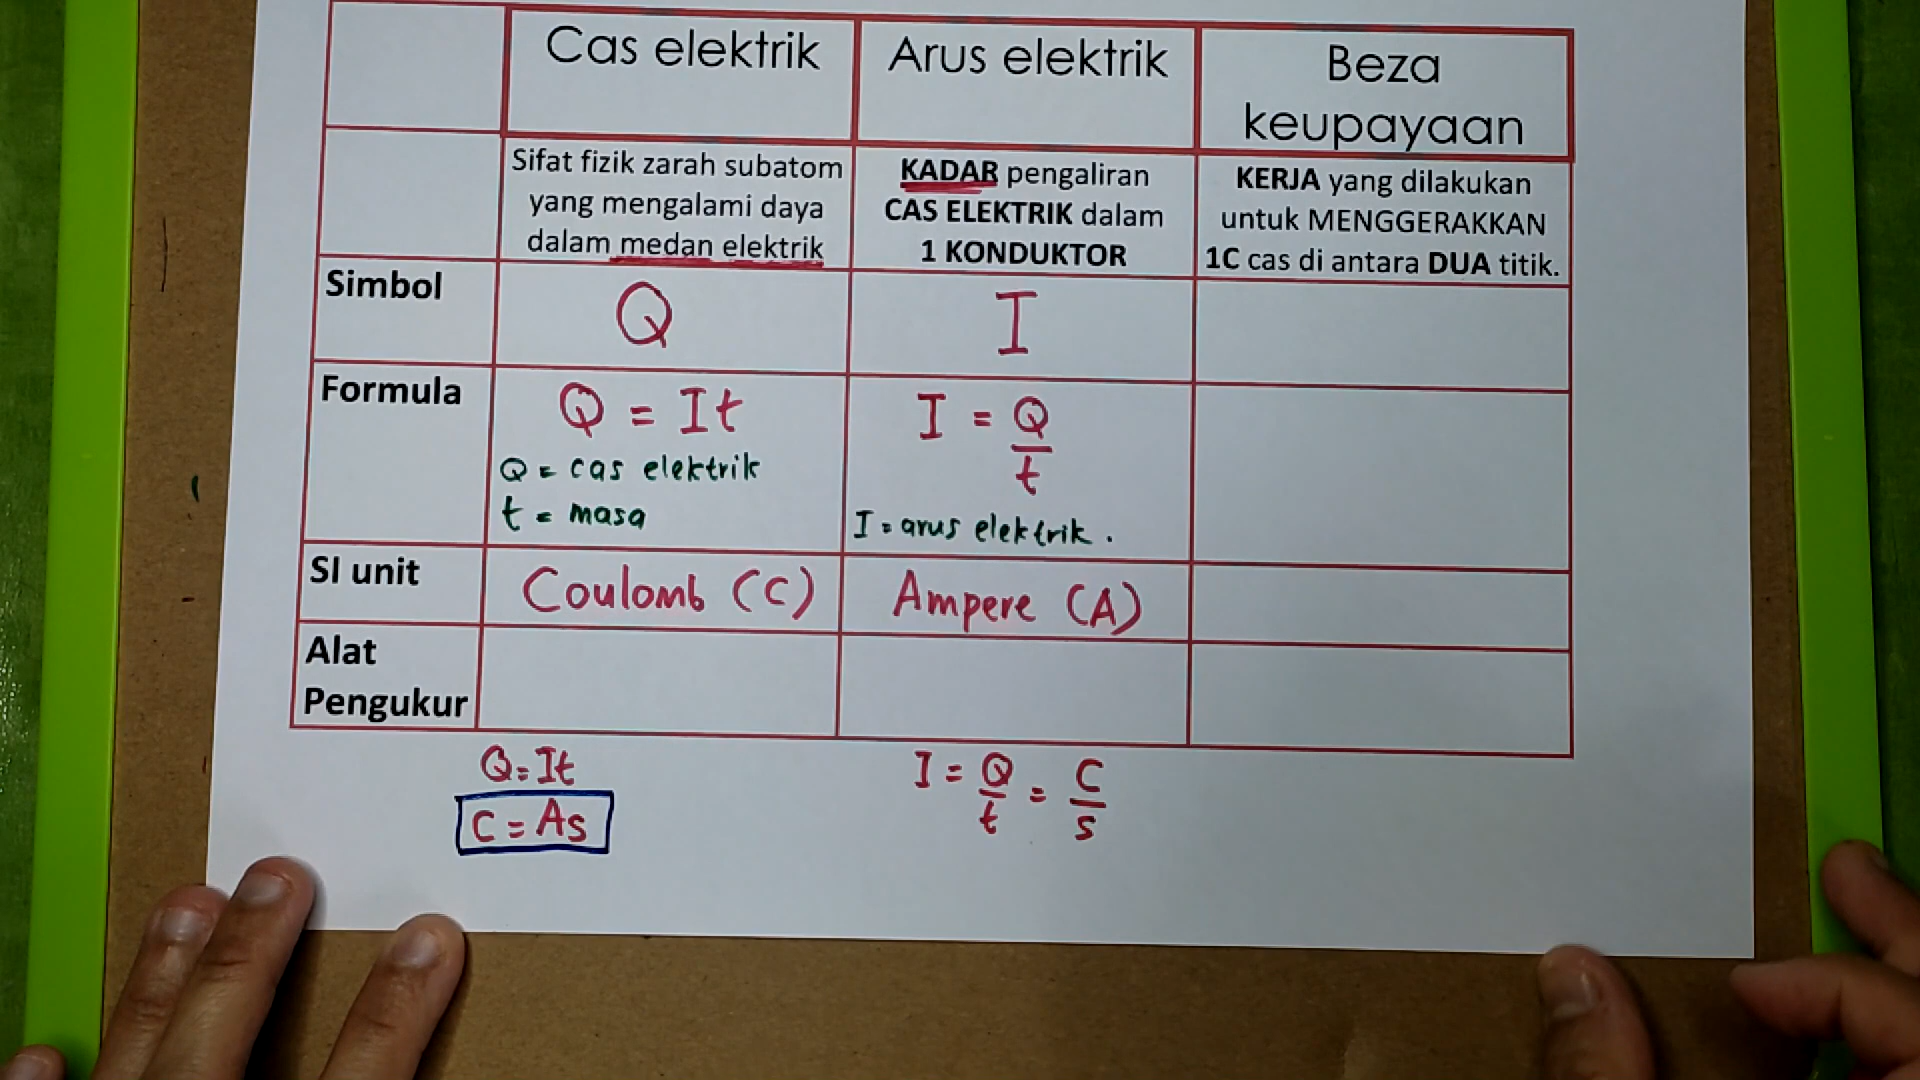 Cas elektrik
Arus elektrik
Beza
keupayaan
Sifat fizik zarah subatom
yang mengalami daya
dalam medan elektrik
KADAR pengaliran
CAS ELEKTRIK dalam
1 KONDUKTOR
KERJA yang dilakukan
untuk MENGGERAKKAN
1C cas di antara DUA titik.
Simbol
Q
I
Formula
Q = It
Q = cas elektrik
t = masa
I = Q/t
I = arus elektrik.
SI unit
Coulomb (C)
Ampere (A)
Alat
Pengukur
Q=It
C = As
I = Q/t = C/s